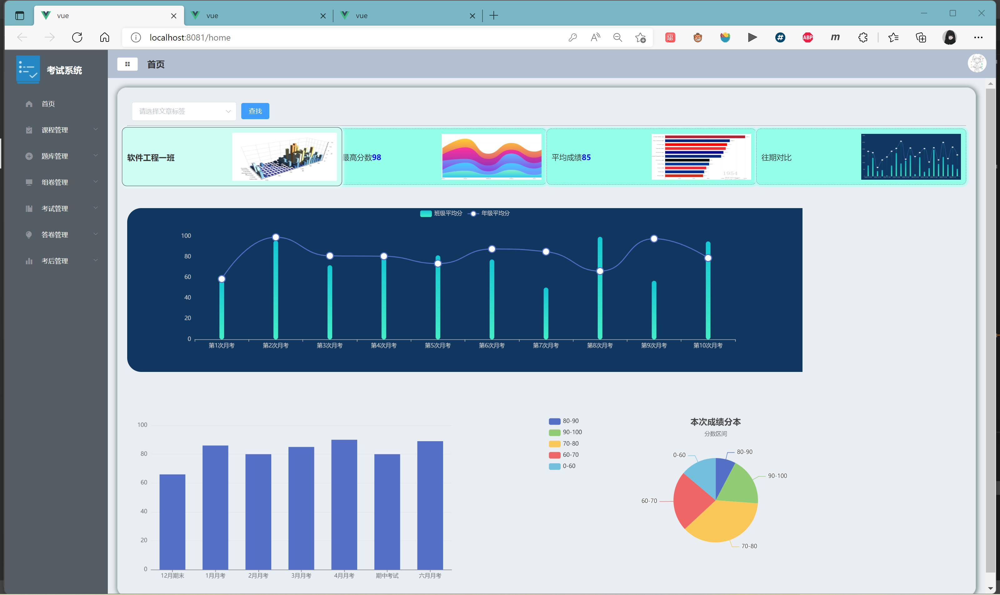 vue
vue
vue
localhost:8081/home
惠
ABP
m
考试系统
首页
首页
课程管理
题库管理
组卷管理
考试管理
答卷管理
考后管理
请选择文章标签
查找
软件工程一班
最高分数98
平均成绩85
1954
往期对比
班级平均分
年级平均分
100
80
60
40
20
0
第1次月考
第2次月考
第3次月考
第4次月考
第5次月考
第6次月考
第7次月考
第8次月考
第9次月考
第10次月考
100
80
60
40
20
0
12月期末
1月月考
2月月考
3月月考
4月月考
期中考试
六月月考
80-90
90-100
70-80
60-70
0-60
本次成绩分本
分数区间
80-90
0-60
90-100
60-70
70-80